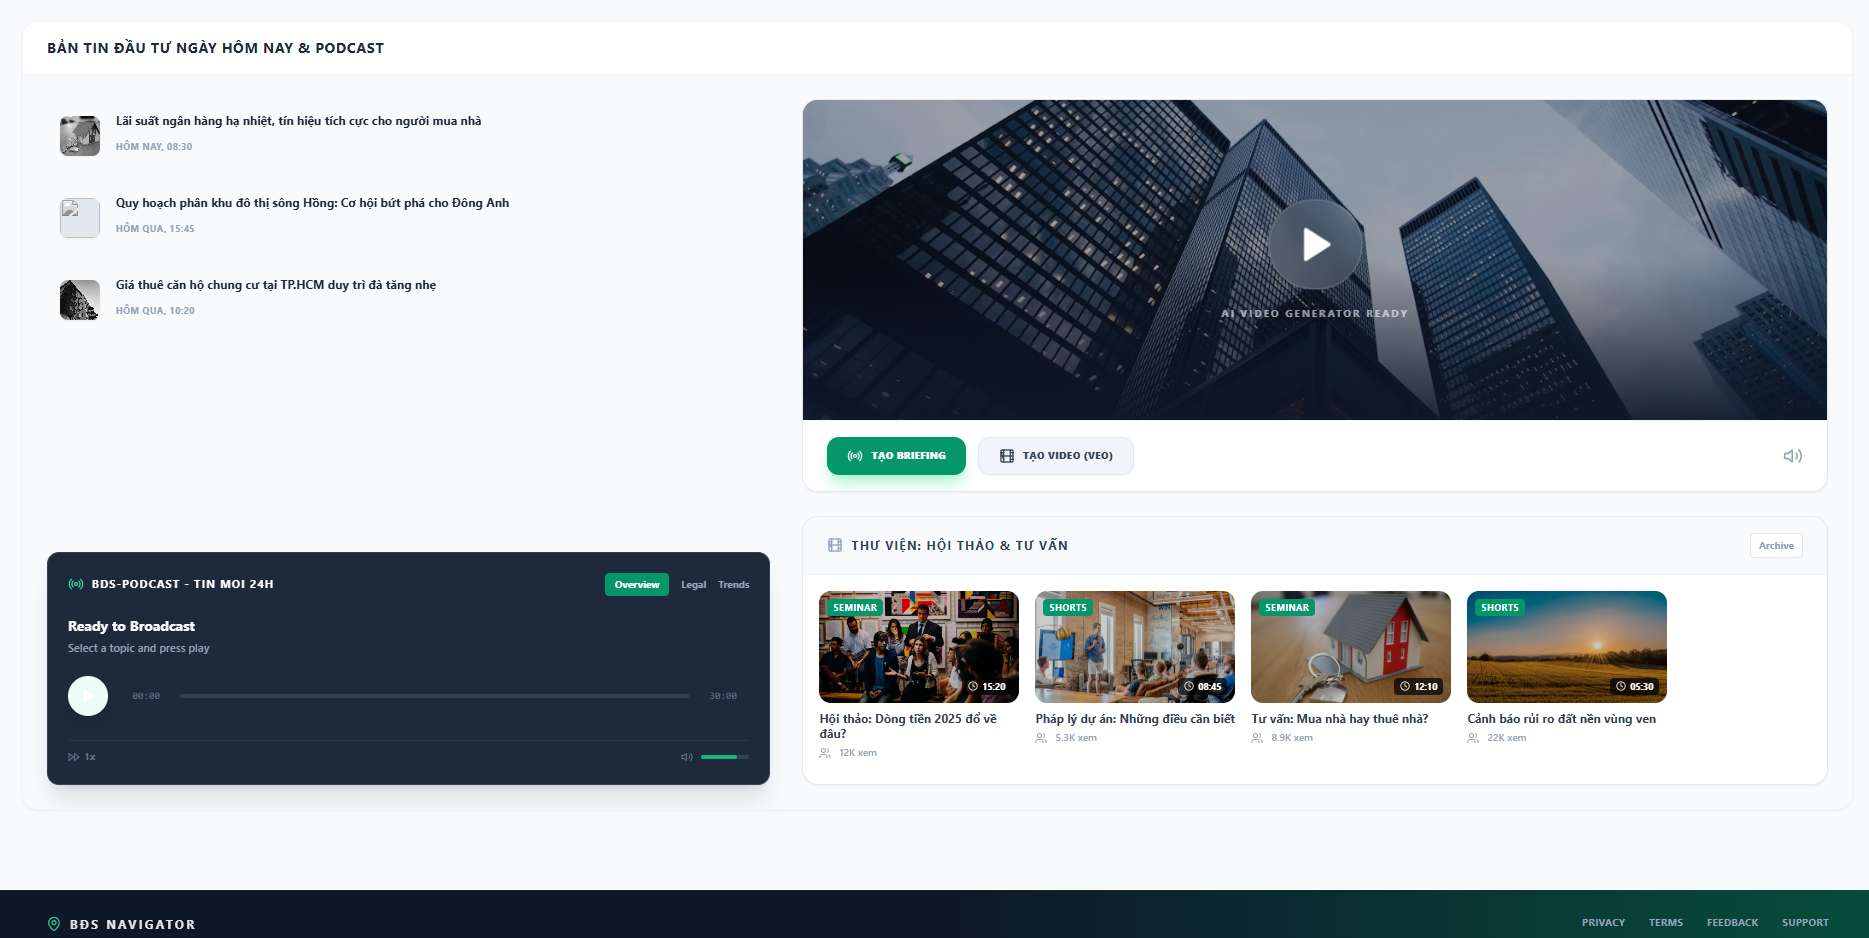 BẢN TIN ĐẦU TƯ NGÀY HÔM NAY & PODCAST
Lãi suất ngân hàng hạ nhiệt, tín hiệu tích cực cho người mua nhà
HÔM NAY, 08:30
Quy hoạch phân khu đô thị sông Hồng: Cơ hội bứt phá cho Đông Anh
HÔM QUA, 15:45
Giá thuê căn hộ chung cư tại TP.HCM duy trì đà tăng nhẹ
HÔM QUA, 10:20
BDS-PODCAST - TIN MOI 24H
Overview Legal Trends
Ready to Broadcast
Select a topic and press play
00:00 30:00
1x
AI VIDEO GENERATOR READY
TẠO BRIEFING TẠO VIDEO (VEO)
THƯ VIỆN: HỘI THẢO & TƯ VẤN Archive
SEMINAR
15:20
Hội thảo: Dòng tiền 2025 đổ về
đâu?
12K xem
SHORTS
08:45
Pháp lý dự án: Những điều cần biết
5.3K xem
SEMINAR
12:10
Tư vấn: Mua nhà hay thuê nhà?
8.9K xem
SHORTS
05:30
Cảnh báo rủi ro đất nền vùng ven
22K xem
BĐS NAVIGATOR
PRIVACY TERMS FEEDBACK SUPPORT